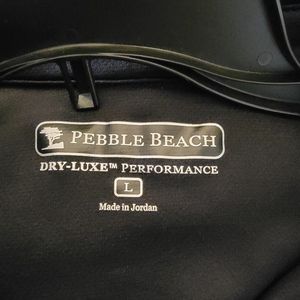 PEBBLE BEACH
DRY-LUXE™ PERFORMANCE
L
Made in Jordan